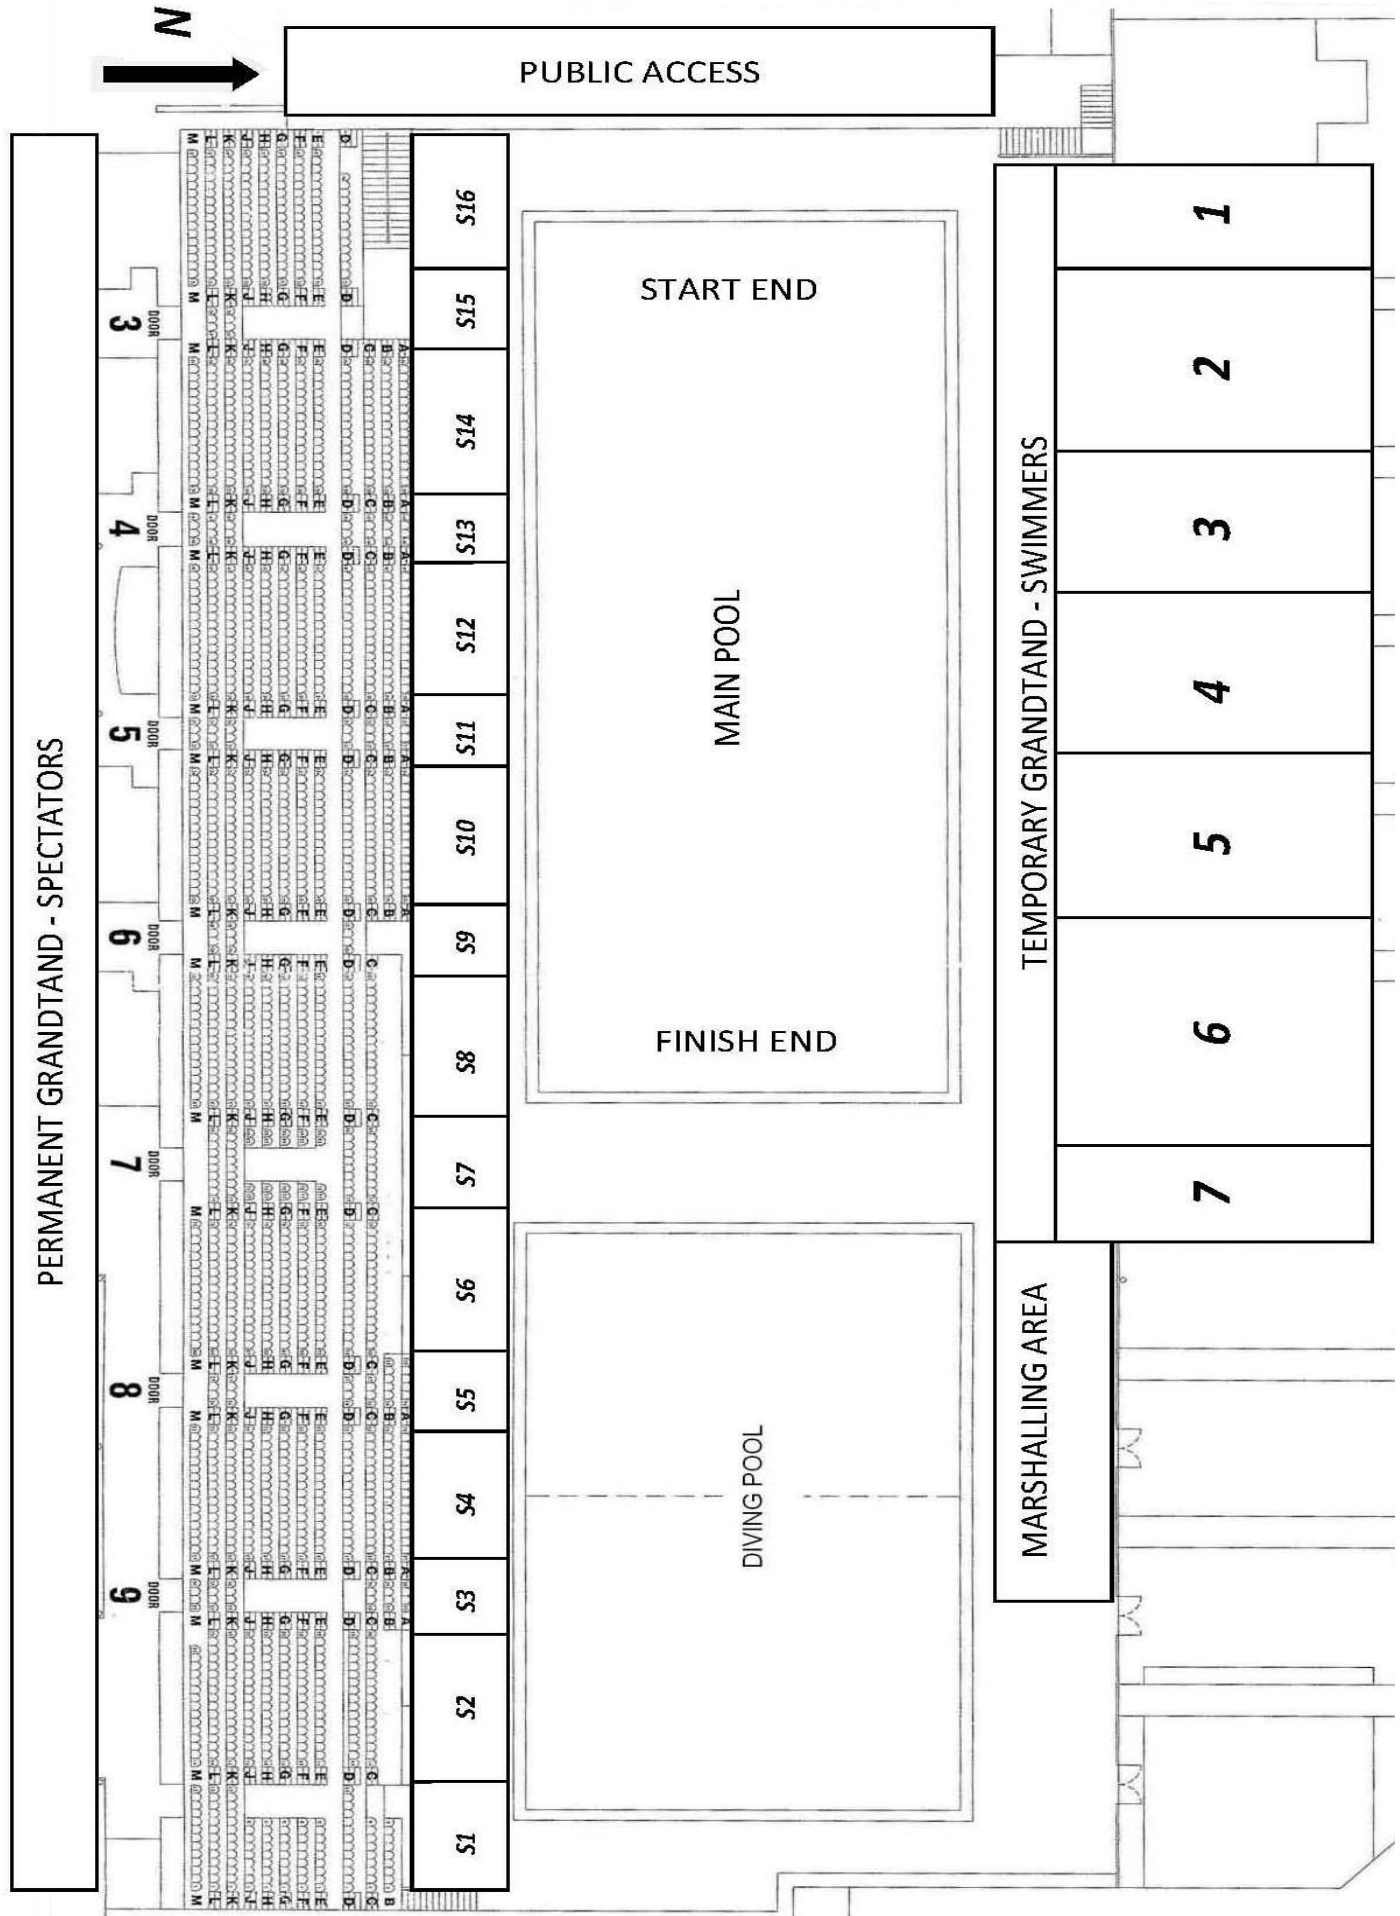 N
PUBLIC ACCESS
M L K J H G F E D
S16
1
START END
M L K J H G F E D
DOOR 3
S15
M L K J H G F E D C B A
2
S14
M L K J H G F E D C B A
DOOR 4
S13
3
M L K J H G F E D C B A
S12
MAIN POOL
4
M L K J H G F E D C B A
DOOR 5
S11
TEMPORARY GRANDTAND - SWIMMERS
M L K J H G F E D C B A
S10
5
M L K J H G F E D C B A
DOOR 6
S9
M L K J H G F E D C
PERMANENT GRANDTAND - SPECTATORS
6
FINISH END
S8
M L K J H G F E D C
DOOR 7
S7
7
M L K J H G F E D C
S6
M L K J H G F E D C
DOOR 8
S5
M L K J H G F E D C B A
MARSHALLING AREA
S4
DIVING POOL
M L K J H G F E D C B A
DOOR 9
S3
M L K J H G F E D C B A
S2
M L K J H G F E D C
S1
M L K J H G F E D C B